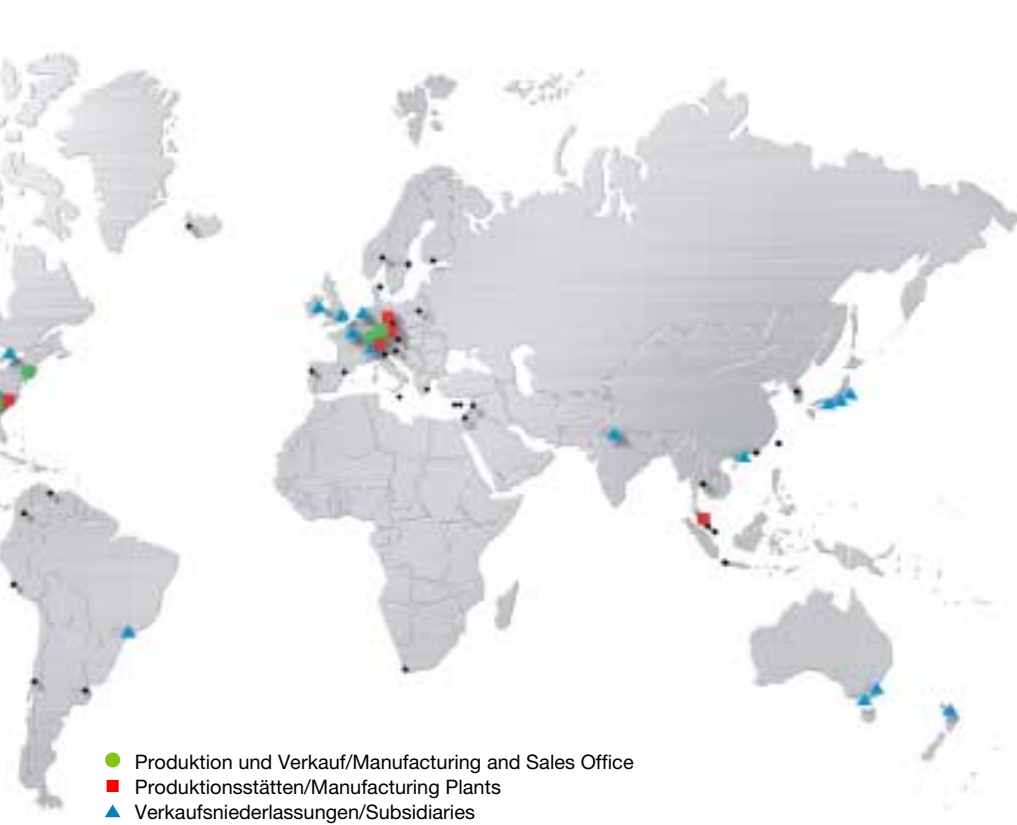 Produktion und Verkauf/Manufacturing and Sales Office
Produktionsstätten/Manufacturing Plants
Verkaufsniederlassungen/Subsidiaries